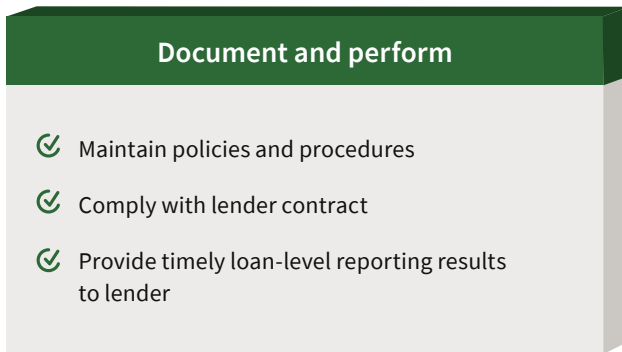 Document and perform
Maintain policies and procedures
Comply with lender contract
Provide timely loan-level reporting results
to lender